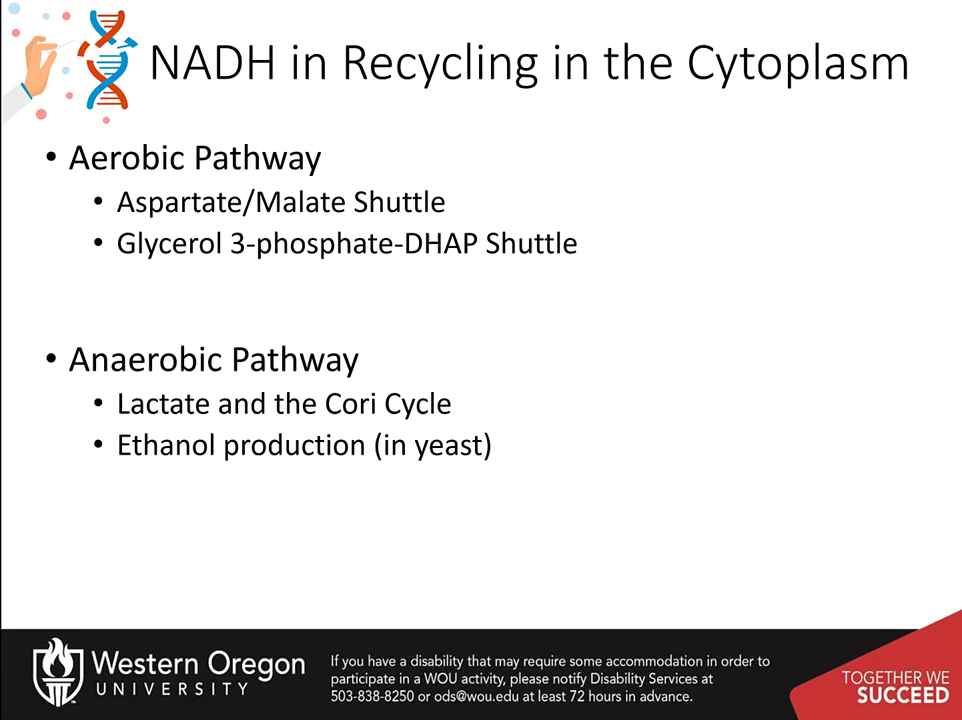 NADH in Recycling in the Cytoplasm
• Aerobic Pathway
• Aspartate/Malate Shuttle
• Glycerol 3-phosphate-DHAP Shuttle
• Anaerobic Pathway
• Lactate and the Cori Cycle
• Ethanol production (in yeast)
Western Oregon
UNIVERSITY
If you have a disability that may require some accommodation in order to
participate in a WOU activity, please notify Disability Services at
503-838-8250 or ods@wou.edu at least 72 hours in advance.
TOGETHER WE
SUCCEED